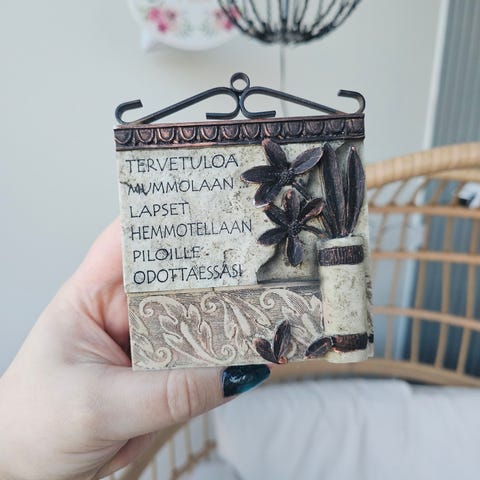 TERVETULOA
MUMMOLAAN
LAPSET
HEMMOTELLAAN
PILOILLE
ODOTTAESSASI